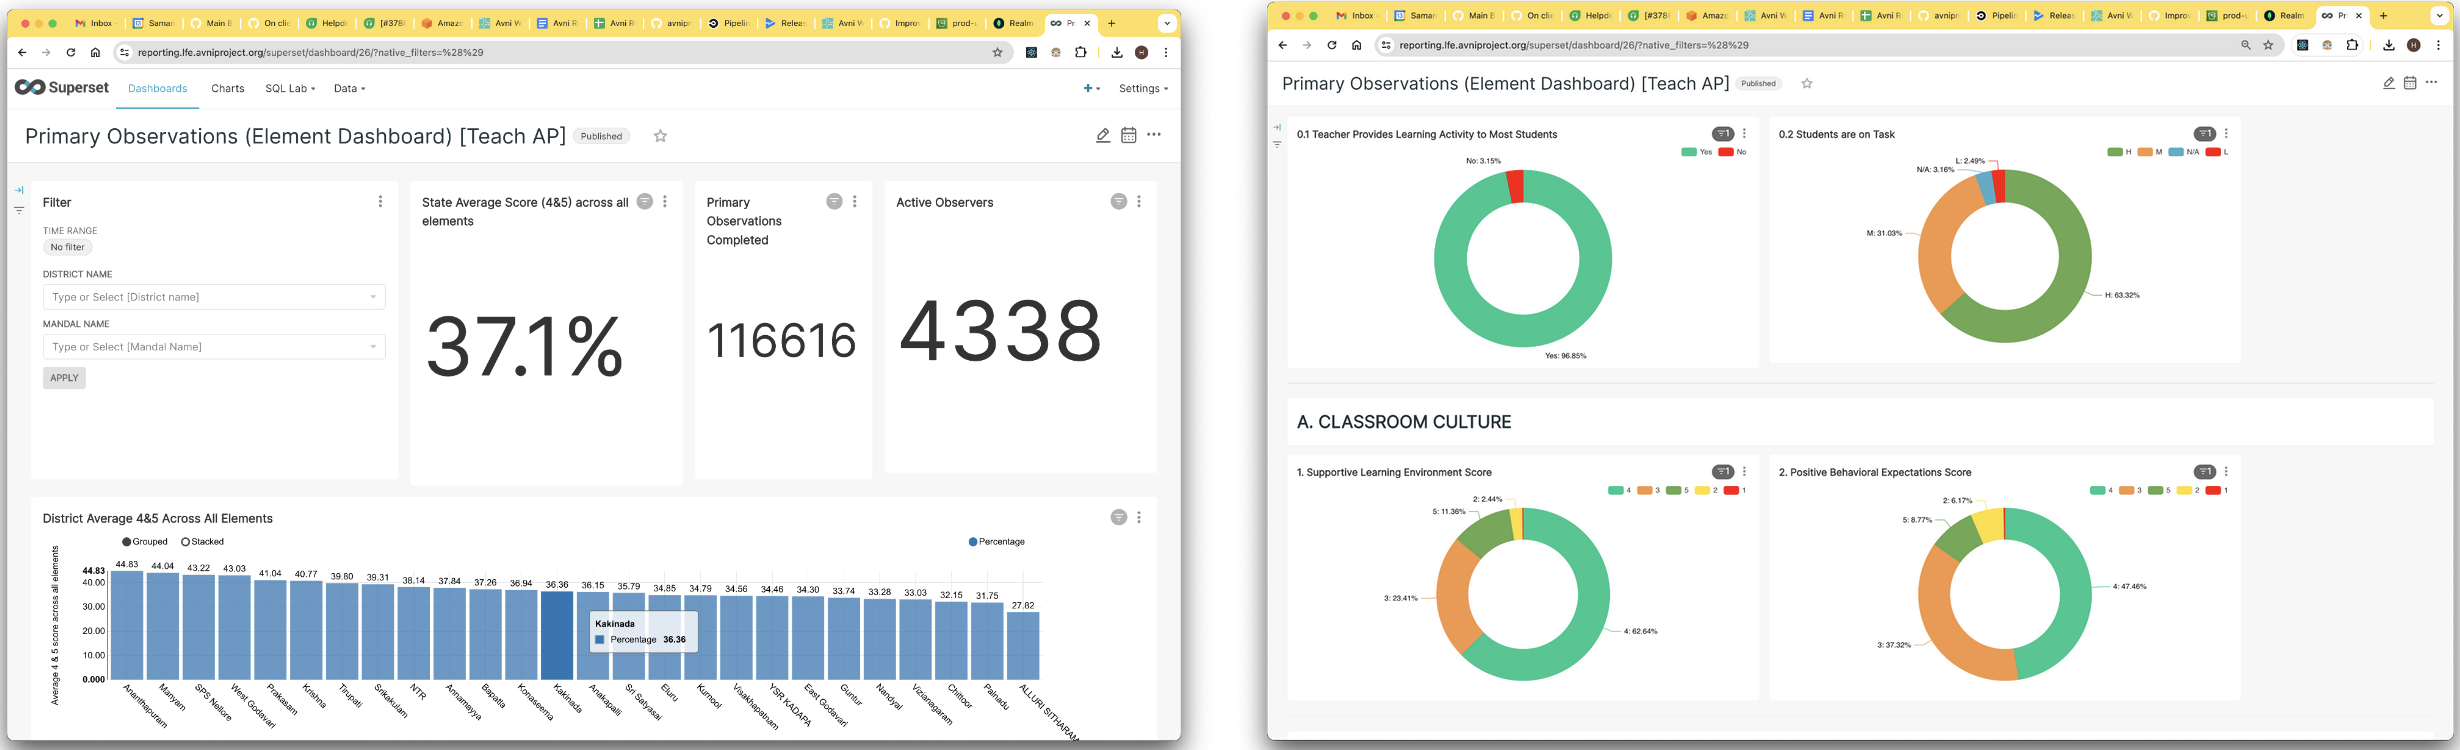 Inbox
Saman
Main B
On clie
Helpd
[#378
Amazo
Avni W
Avni R
Avni R
avnipr
Pipelin
Releas
Avni W
Improv
prod-u
Realm
Pr
reporting.lfe.avniproject.org/superset/dashboard/26/?native_filters=%28%29
H
Superset
Dashboards
Charts
SQL Lab
Data
Settings
Primary Observations (Element Dashboard) [Teach AP]
Published
Filter
TIME RANGE
No filter
DISTRICT NAME
Type or Select [District name]
MANDAL NAME
Type or Select [Mandal Name]
APPLY
State Average Score (4&5) across all
elements
37.1%
Primary
Observations
Completed
116616
Active Observers
4338
District Average 4&5 Across All Elements
Grouped
Stacked
Percentage
Average 4 & 5 score across all elements
44.83
40.00
30.00
20.00
10.00
0.000
44.83
44.04
43.22
43.03
41.04
40.77
39.80
39.31
38.14
37.84
37.26
36.94
36.36
36.15
35.79
34.85
34.79
34.56
34.46
34.30
33.74
33.28
33.03
32.15
31.75
27.82
Kakinada
Percentage 36.36
Ananthapuram
Manyam
SPS Nellore
West Godavari
Prakasam
Krishna
Tirupati
Srikakulam
NTR
Annamayya
Bapatla
Konaseema
Kakinada
Anakapalli
Sri Satyasai
Eluru
Kurnool
Visakhapatnam
YSR KADAPA
East Godavari
Guntur
Nandyal
Vizianagaram
Chittoor
Palnadu
ALLURI SITHARAM
Inbox
Saman
Main B
On clie
Helpde
[#378
Amazo
Avni W
Avni R
Avni R
avnipr
Pipelin
Releas
Avni W
Improv
prod-u
Realm
Pr
reporting.lfe.avniproject.org/superset/dashboard/26/?native_filters=%28%29
H
Primary Observations (Element Dashboard) [Teach AP]
Published
0.1 Teacher Provides Learning Activity to Most Students
1
Yes
No
No: 3.15%
Yes: 96.85%
0.2 Students are on Task
1
H
M
N/A
L
L: 2.49%
N/A: 3.16%
M: 31.03%
H: 63.32%
A. CLASSROOM CULTURE
1. Supportive Learning Environment Score
1
4
3
5
2
1
2: 2.44%
5: 11.36%
3: 23.41%
4: 62.64%
2. Positive Behavioral Expectations Score
1
4
3
5
2
1
2: 6.17%
5: 8.77%
4: 47.46%
3: 37.32%